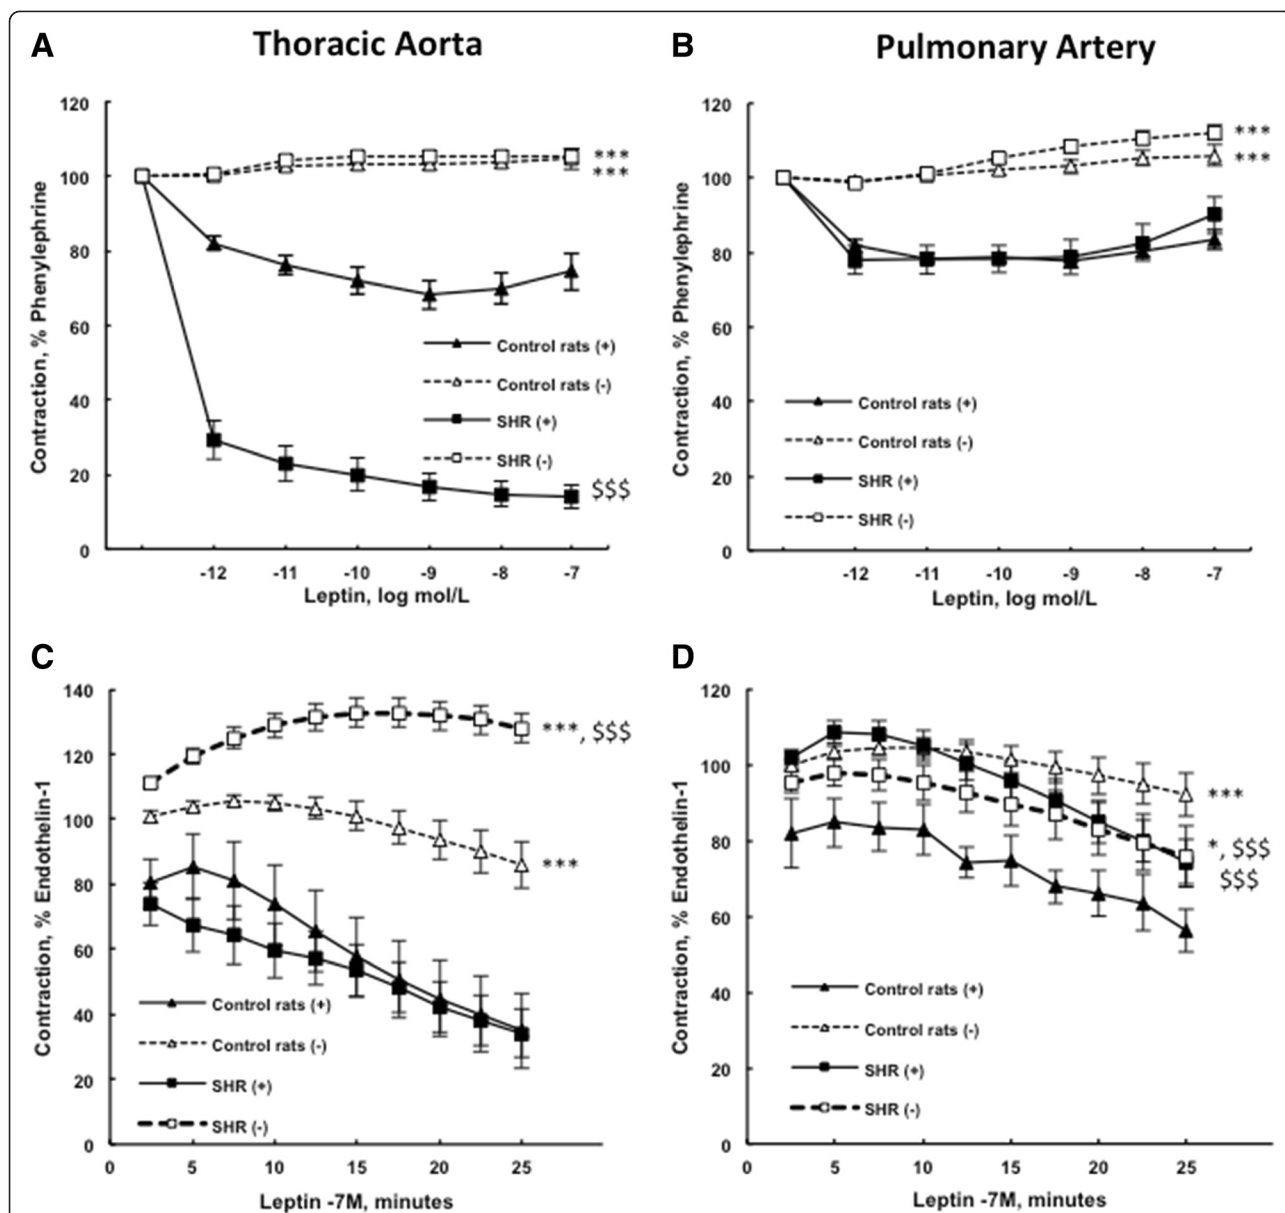 A
Thoracic Aorta
120
100
80
60
40
20
0
Contraction, % Phenylephrine
***
***
Control rats (+)
Control rats (-)
SHR (+)
SHR (-)
$$$
-12 -11 -10 -9 -8 -7
Leptin, log mol/L
B
Pulmonary Artery
120
100
80
60
40
20
0
Contraction, % Phenylephrine
***
***
Control rats (+)
Control rats (-)
SHR (+)
SHR (-)
-12 -11 -10 -9 -8 -7
Leptin, log mol/L
C
140
120
100
80
60
40
20
0
Contraction, % Endothelin-1
***, $$$
***
Control rats (+)
Control rats (-)
SHR (+)
SHR (-)
0 5 10 15 20 25
Leptin -7M, minutes
D
120
100
80
60
40
20
0
Contraction, % Endothelin-1
***
*, $$$
$$$
Control rats (+)
Control rats (-)
SHR (+)
SHR (-)
0 5 10 15 20 25
Leptin -7M, minutes